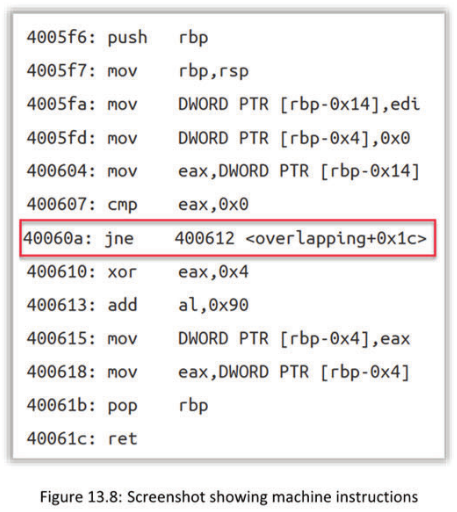 4005f6: push rbp
4005f7: mov rbp,rsp
4005fa: mov DWORD PTR [rbp-0x14],edi
4005fd: mov DWORD PTR [rbp-0x4],0x0
400604: mov eax,DWORD PTR [rbp-0x14]
400607: cmp eax,0x0
40060a: jne 400612 <overlapping+0x1c>
400610: xor eax,0x4
400613: add al,0x90
400615: mov DWORD PTR [rbp-0x4],eax
400618: mov eax,DWORD PTR [rbp-0x4]
40061b: pop rbp
40061c: ret
Figure 13.8: Screenshot showing machine instructions